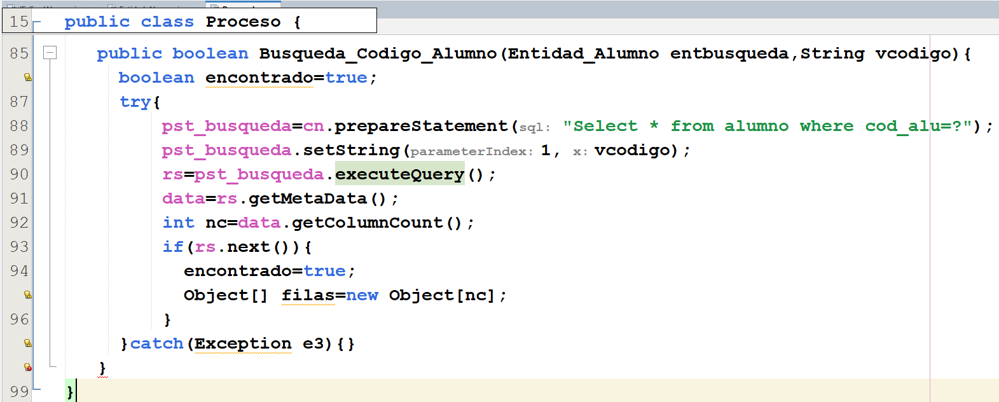 15 public class Proceso {
85 public boolean Busqueda_Codigo_Alumno(Entidad_Alumno entbusqueda,String vcodigo){
boolean encontrado=true;
87 try{
88 pst_busqueda=cn.prepareStatement(sql: "Select * from alumno where cod_alu=?");
89 pst_busqueda.setString(parameterIndex: 1, x: vcodigo);
90 rs=pst_busqueda.executeQuery();
91 data=rs.getMetaData();
92 int nc=data.getColumnCount();
93 if(rs.next()){
94 encontrado=true;
Object[] filas=new Object[nc];
96 }
}catch(Exception e3){}
}
99 }